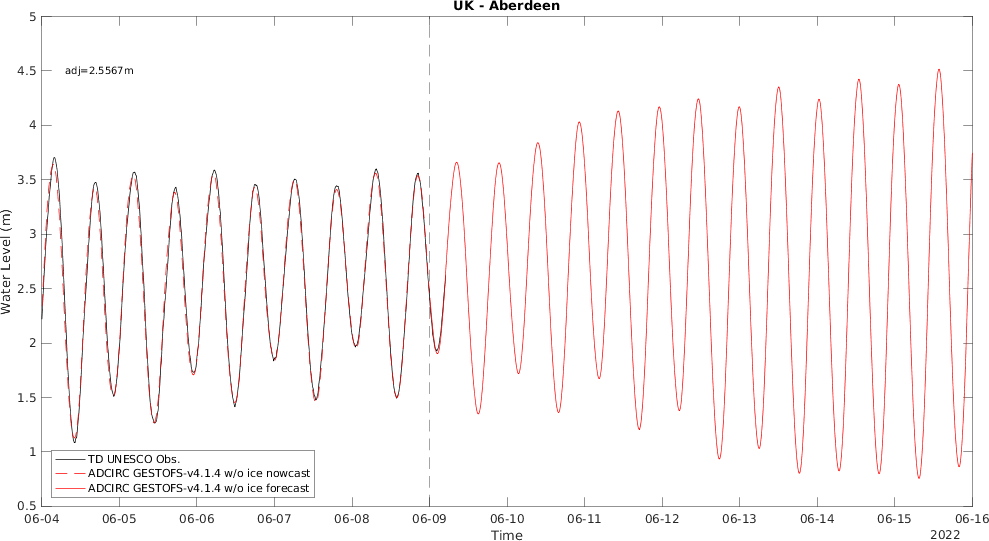 UK - Aberdeen
5
4.5
4
3.5
3
2.5
2
1.5
1
0.5
Water Level (m)
adj=2.5567m
TD UNESCO Obs.
ADCIRC GESTOFS-v4.1.4 w/o ice nowcast
ADCIRC GESTOFS-v4.1.4 w/o ice forecast
06-04 06-05 06-06 06-07 06-08 06-09 06-10 06-11 06-12 06-13 06-14 06-15 06-16
Time
2022